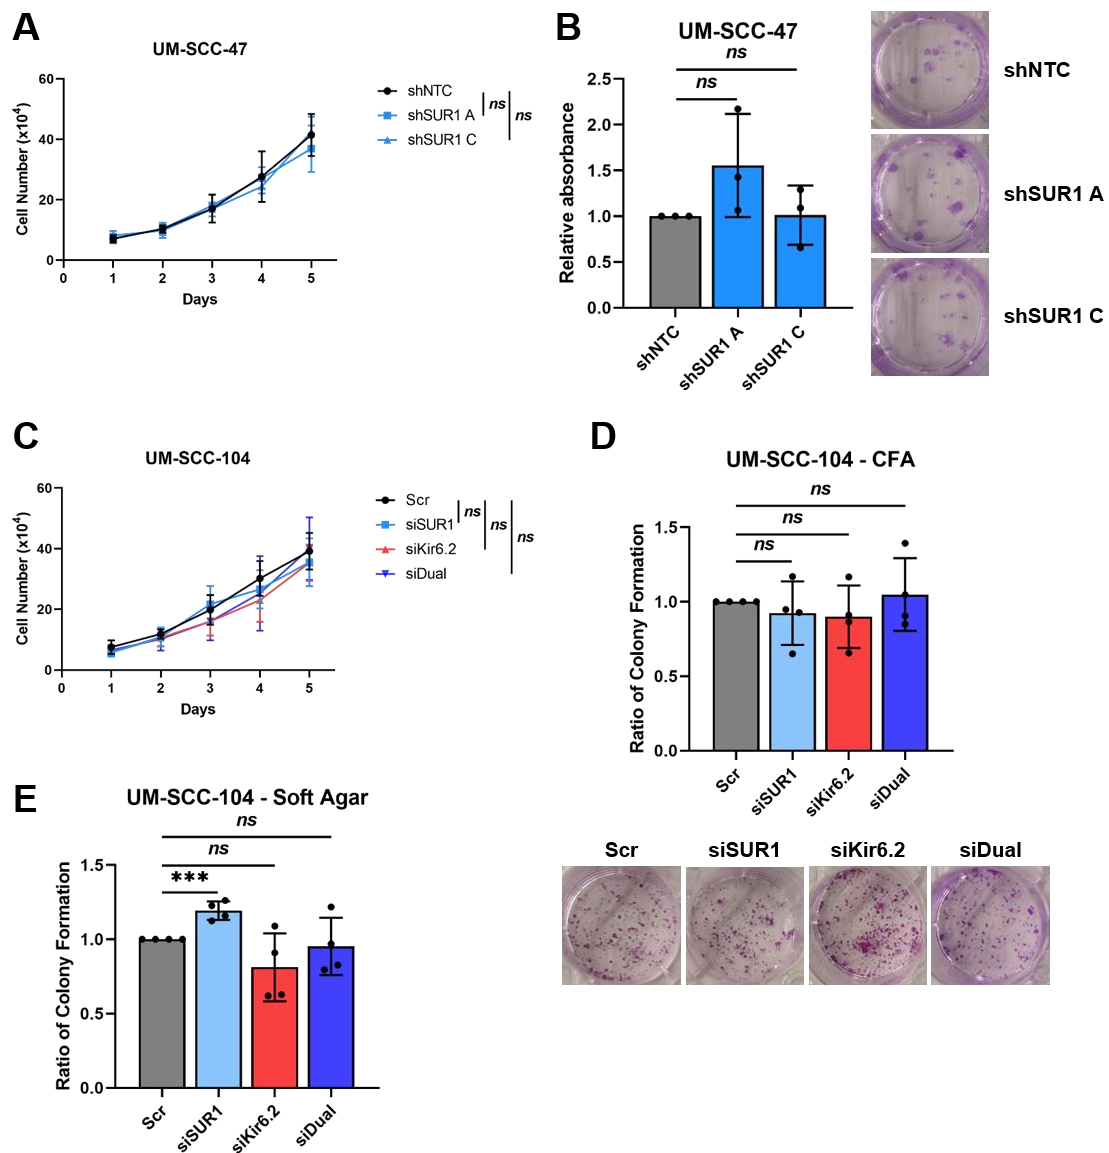 A
UM-SCC-47
Cell Number (x10⁴)
60
40
20
0
0 1 2 3 4 5
Days
shNTC
shSUR1 A
shSUR1 C
ns
ns
B
UM-SCC-47
ns
ns
Relative absorbance
2.5
2.0
1.5
1.0
0.5
0.0
shNTC
shSUR1 A
shSUR1 C
shNTC
shSUR1 A
shSUR1 C
C
UM-SCC-104
Cell Number (x10⁴)
60
40
20
0
0 1 2 3 4 5
Days
Scr
siSUR1
siKir6.2
siDual
ns
ns
ns
D
UM-SCC-104 - CFA
ns
ns
ns
Ratio of Colony Formation
1.5
1.0
0.5
0.0
Scr
siSUR1
siKir6.2
siDual
Scr siSUR1 siKir6.2 siDual
E
UM-SCC-104 - Soft Agar
ns
ns
***
Ratio of Colony Formation
1.5
1.0
0.5
0.0
Scr
siSUR1
siKir6.2
siDual